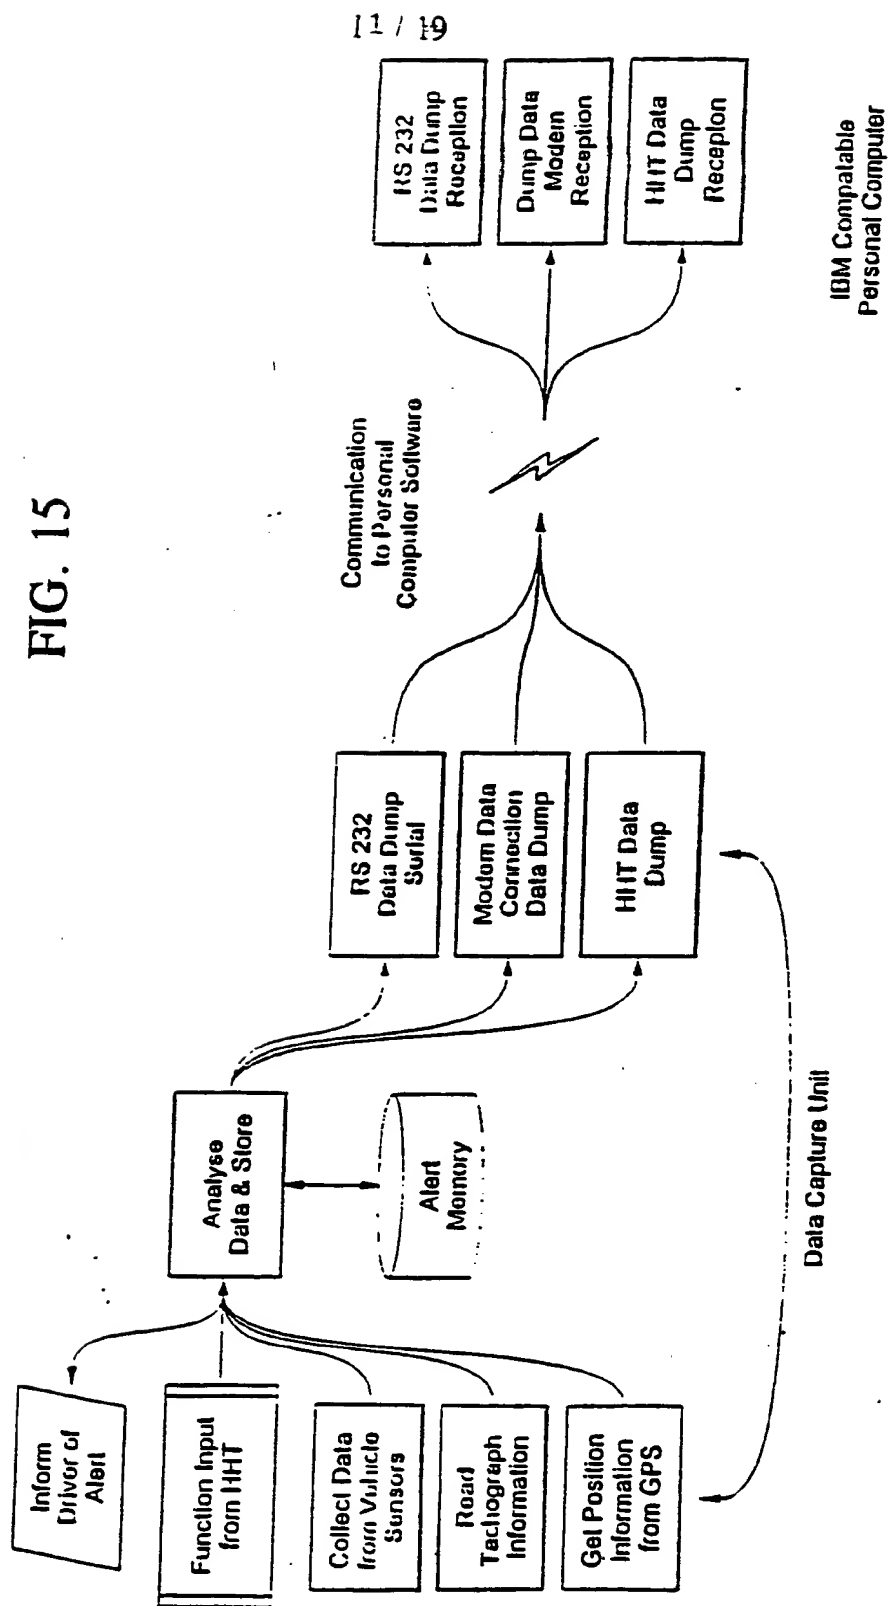 11 / 19
FIG. 15
Inform
Driver of
Alert
Function Input
from HHT
Collect Data
from Vehicle
Sensors
Read
Tachograph
Information
Get Position
Information
from GPS
Analyse
Data & Store
Alert
Memory
RS 232
Data Dump
Serial
Modem Data
Connection
Data Dump
HHT Data
Dump
Data Capture Unit
Communication
to Personal
Computer Software
RS 232
Data Dump
Reception
Dump Data
Modem
Reception
HHT Data
Dump
Reception
IBM Compatable
Personal Computer